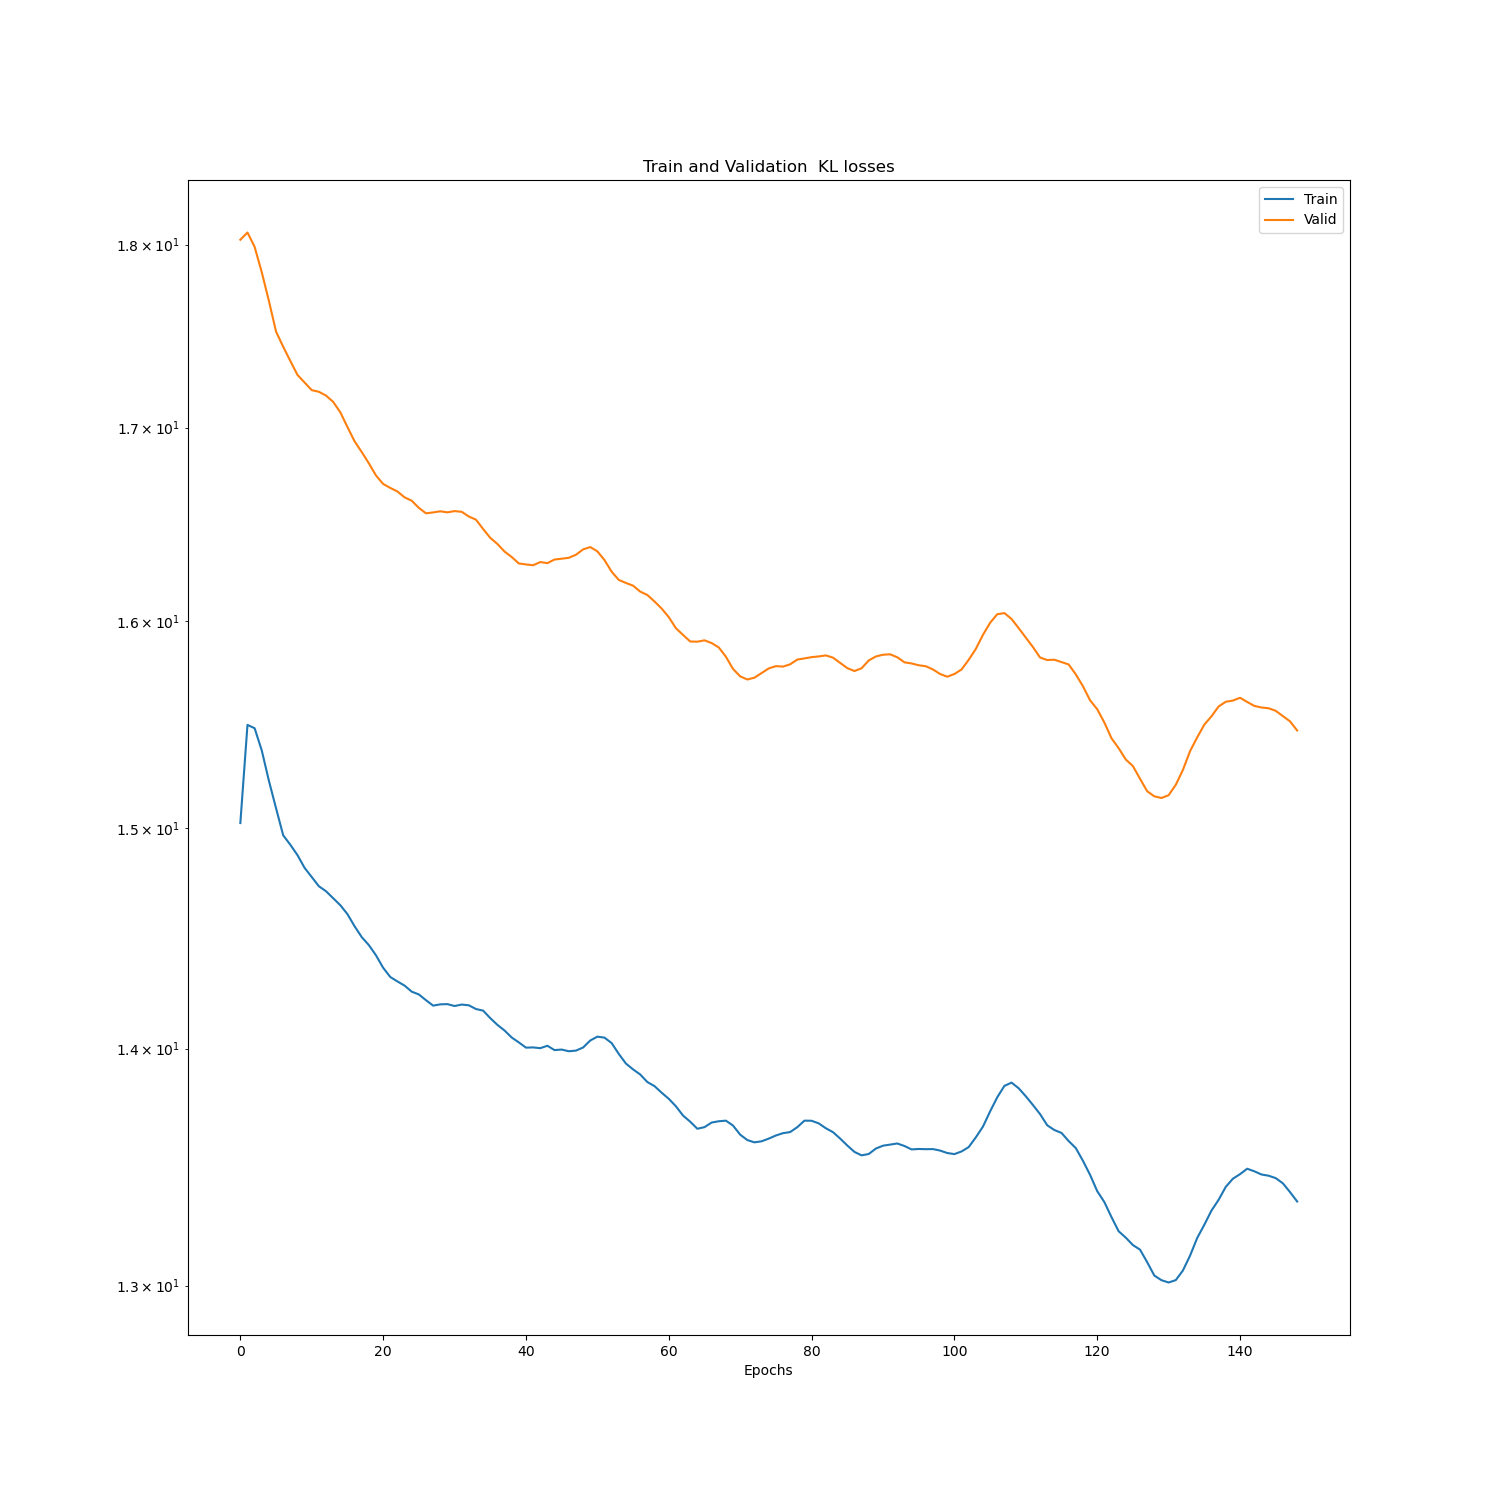 Train and Validation  KL losses
Train
Valid
1.8 × 10¹
1.7 × 10¹
1.6 × 10¹
1.5 × 10¹
1.4 × 10¹
1.3 × 10¹
0 20 40 60 80 100 120 140
Epochs